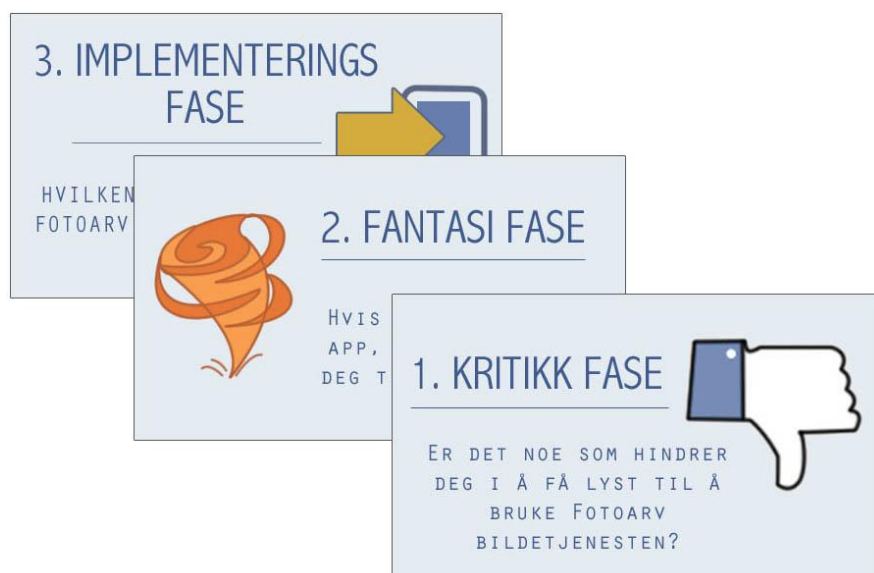 3. IMPLEMENTERINGS
FASE
HVILKEN
FOTOARV
2. FANTASI FASE
HVIS
APP,
DEG
1. KRITIKK FASE
ER DET NOE SOM HINDRER
DEG I Å FÅ LYST TIL Å
BRUKE FOTOARV
BILDETJENESTEN?